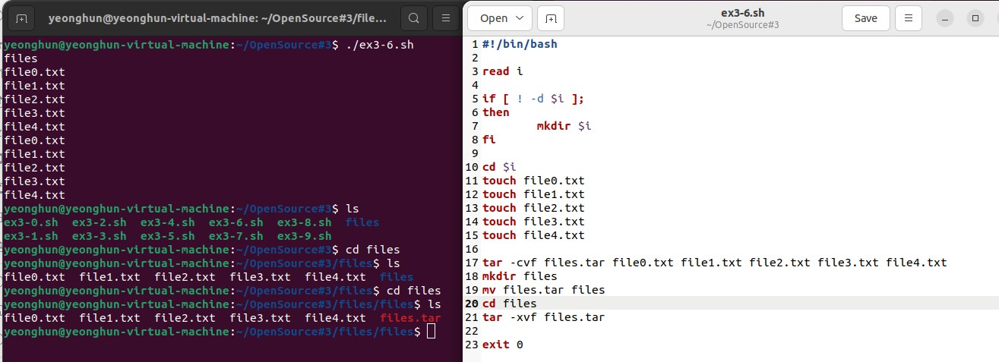 yeonghun@yeonghun-virtual-machine: ~/OpenSource#3/file...
yeonghun@yeonghun-virtual-machine:~/OpenSource#3$ ./ex3-6.sh
files
file0.txt
file1.txt
file2.txt
file3.txt
file4.txt
file0.txt
file1.txt
file2.txt
file3.txt
file4.txt
yeonghun@yeonghun-virtual-machine:~/OpenSource#3$ ls
ex3-0.sh  ex3-2.sh  ex3-4.sh  ex3-6.sh  ex3-8.sh  files
ex3-1.sh  ex3-3.sh  ex3-5.sh  ex3-7.sh  ex3-9.sh
yeonghun@yeonghun-virtual-machine:~/OpenSource#3$ cd files
yeonghun@yeonghun-virtual-machine:~/OpenSource#3/files$ ls
file0.txt  file1.txt  file2.txt  file3.txt  file4.txt  files
yeonghun@yeonghun-virtual-machine:~/OpenSource#3/files$ cd files
yeonghun@yeonghun-virtual-machine:~/OpenSource#3/files/files$ ls
file0.txt  file1.txt  file2.txt  file3.txt  file4.txt  files.tar
yeonghun@yeonghun-virtual-machine:~/OpenSource#3/files/files$
Open
ex3-6.sh
~/OpenSource#3
Save
1 #!/bin/bash
2
3 read i
4
5 if [ ! -d $i ];
6 then
7         mkdir $i
8 fi
9
10 cd $i
11 touch file0.txt
12 touch file1.txt
13 touch file2.txt
14 touch file3.txt
15 touch file4.txt
16
17 tar -cvf files.tar file0.txt file1.txt file2.txt file3.txt file4.txt
18 mkdir files
19 mv files.tar files
20 cd files
21 tar -xvf files.tar
22
23 exit 0